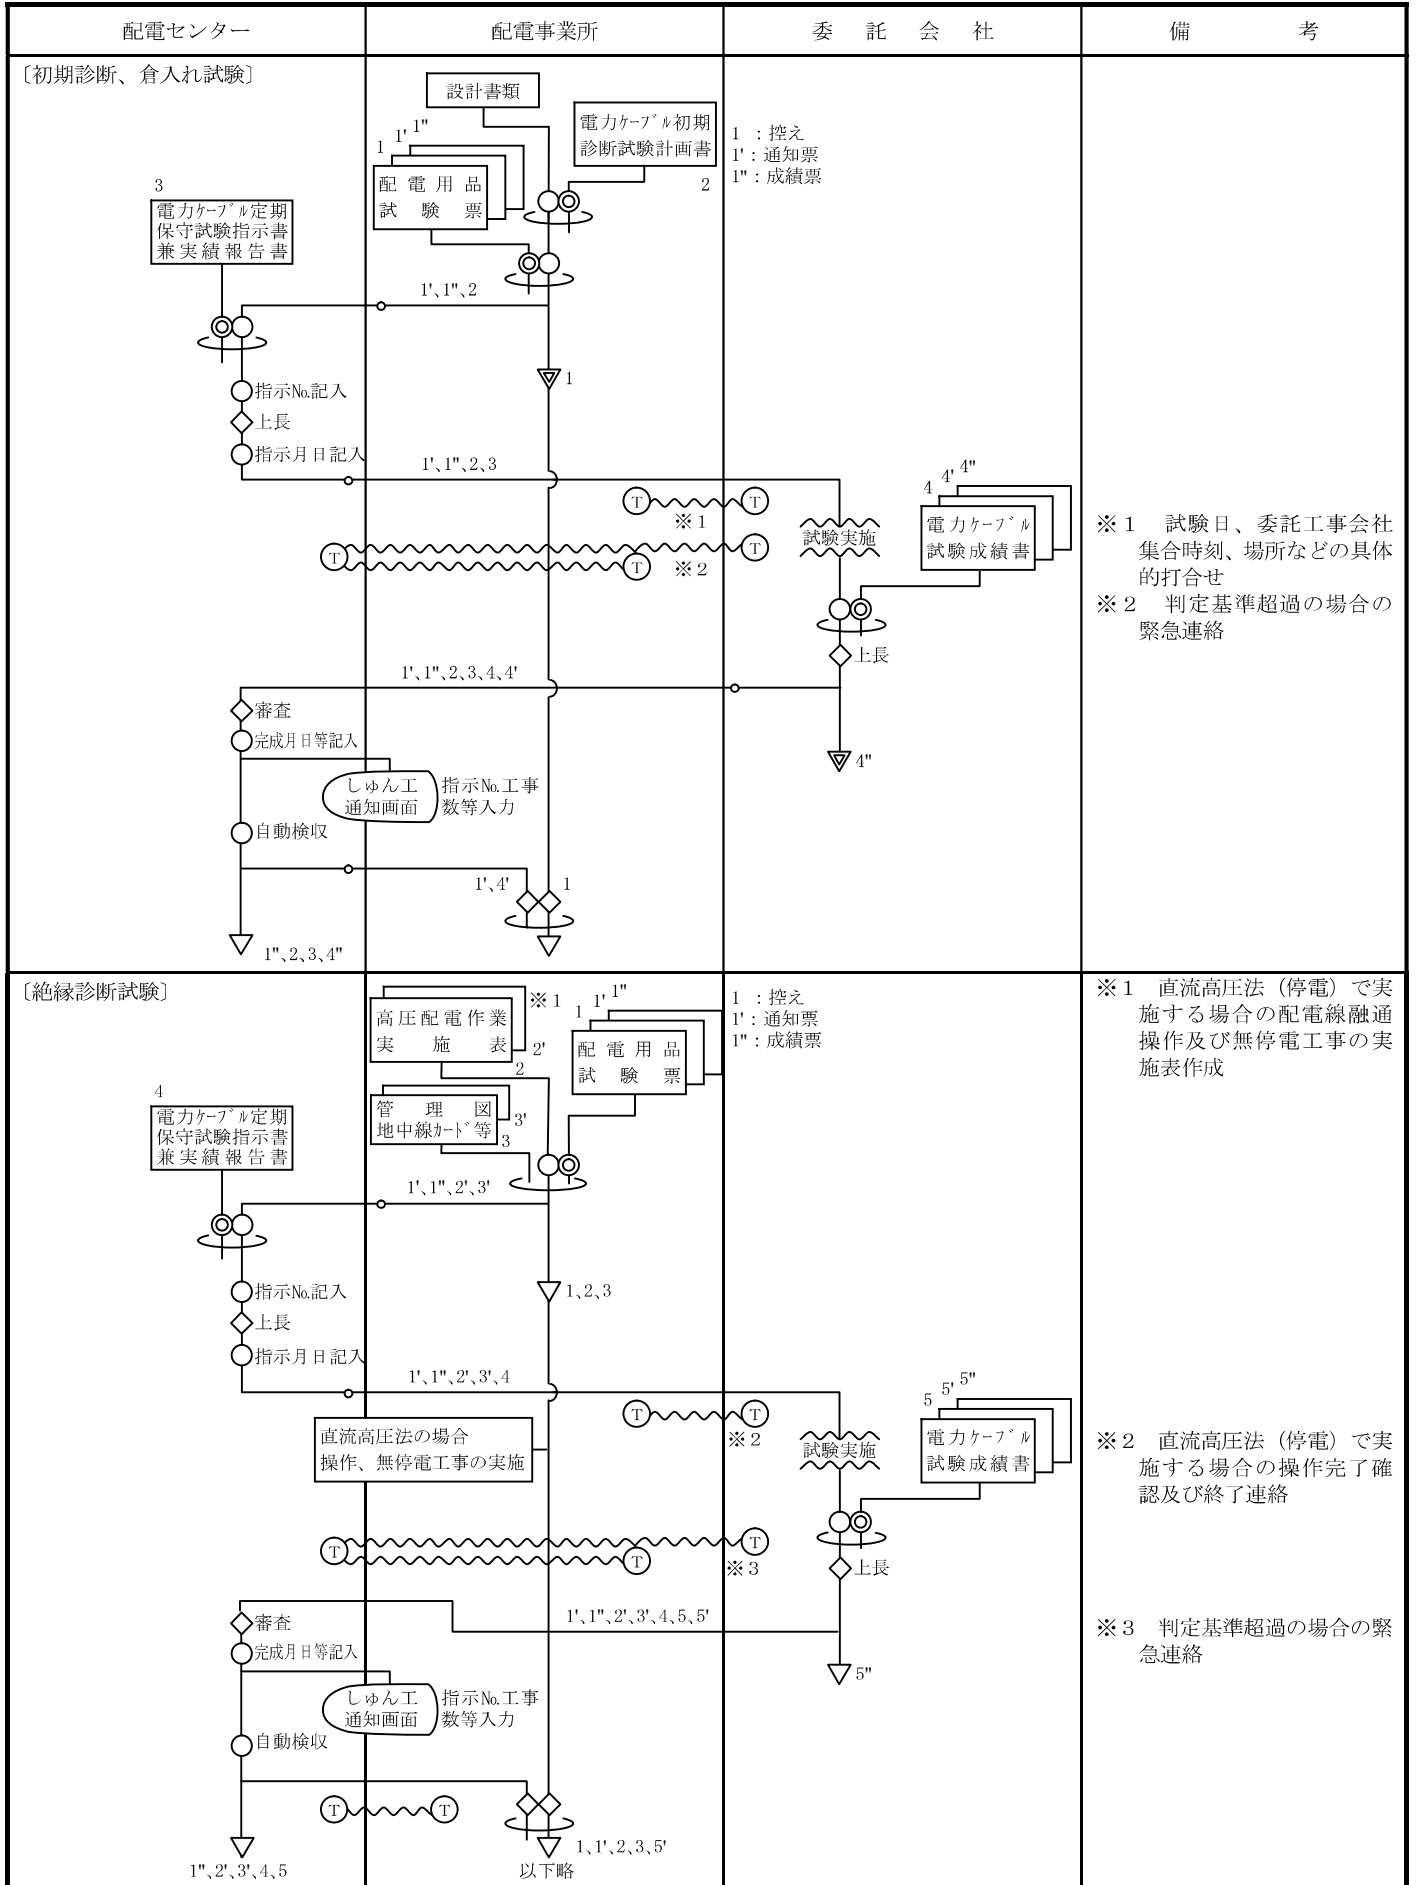 配電センター
配電事業所
委託会社
備考
〔初期診断、倉入れ試験〕
設計書類
電力ケーブル初期
診断試験計画書
2
1
1'
1"
配電用品
試験票
1 ：控え
1'：通知票
1"：成績票
3
電力ケーブル定期
保守試験指示書
兼実績報告書
1'、1"、2
1
指示No.記入
上長
指示月日記入
1'、1"、2、3
T
T
※1
T
T
T
※2
試験実施
4
4'
4"
電力ケーブル
試験成績書
※1 試験日、委託工事会社
集合時刻、場所などの具体
的打合せ
※2 判定基準超過の場合の
緊急連絡
上長
1'、1"、2、3、4、4'
審査
完成月日等記入
4"
しゅん工
通知画面
指示No.工事
数等入力
自動検収
1'、4'
1
1"、2、3、4"
〔絶縁診断試験〕
高圧配電作業
実施表
※1
2'
2
1
1'
1"
配電用品
試験票
1 ：控え
1'：通知票
1"：成績票
※1 直流高圧法（停電）で実
施する場合の配電線融通
操作及び無停電工事の実
施表作成
管理図
地中線カード等
3'
3
4
電力ケーブル定期
保守試験指示書
兼実績報告書
1'、1"、2'、3'
指示No.記入
上長
指示月日記入
1、2、3
1'、1"、2'、3'、4
T
T
※2
直流高圧法の場合
操作、無停電工事の実施
試験実施
5
5'
5"
電力ケーブル
試験成績書
※2 直流高圧法（停電）で実
施する場合の操作完了確
認及び終了連絡
T
T
T
※3
上長
1'、1"、2'、3'、4、5、5'
審査
完成月日等記入
5"
※3 判定基準超過の場合の緊
急連絡
しゅん工
通知画面
指示No.工事
数等入力
自動検収
T
T
1、1'、2、3、5'
1"、2'、3'、4、5
以下略